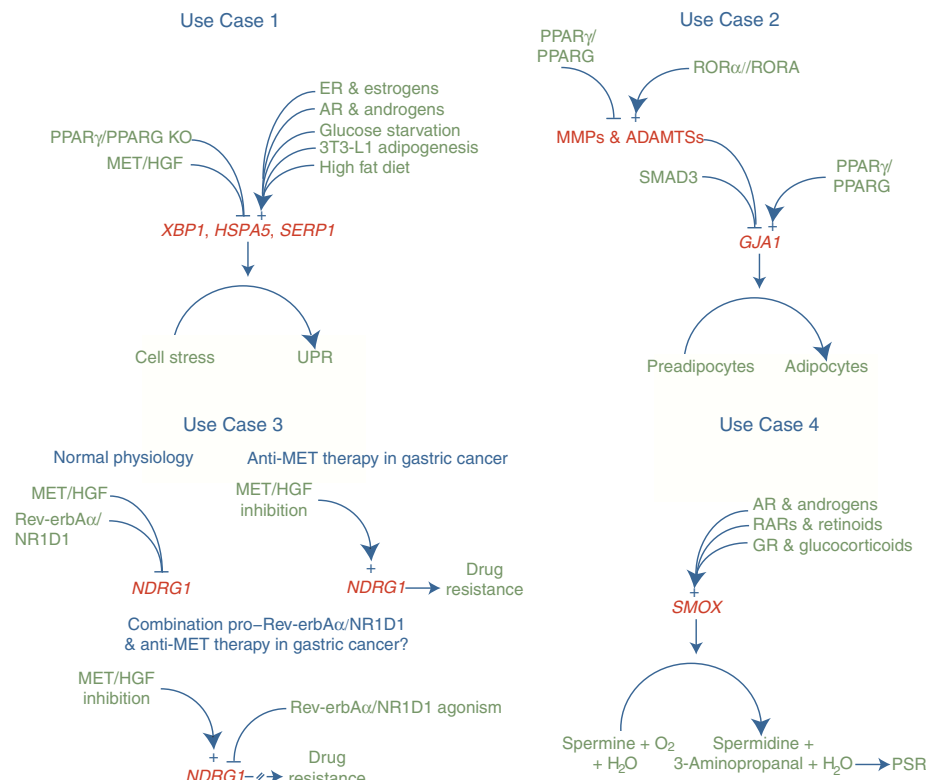 Use Case 1
ER & estrogens
AR & androgens
Glucose starvation
3T3-L1 adipogenesis
High fat diet
PPARγ/PPARG KO
MET/HGF
+
XBP1, HSPA5, SERP1
Cell stress
UPR
Use Case 2
PPARγ/
PPARG
RORα//RORA
+
MMPs & ADAMTSs
SMAD3
PPARγ/
PPARG
+
GJA1
Preadipocytes
Adipocytes
Use Case 3
Normal physiology
MET/HGF
Rev-erbAα/
NR1D1
NDRG1
Anti-MET therapy in gastric cancer
MET/HGF
inhibition
+
NDRG1
Drug
resistance
Combination pro–Rev-erbAα/NR1D1
& anti-MET therapy in gastric cancer?
MET/HGF
inhibition
Rev-erbAα/NR1D1 agonism
+
NDRG1
Drug
resistance
Use Case 4
AR & androgens
RARs & retinoids
GR & glucocorticoids
+
SMOX
Spermine + O2
+ H2O
Spermidine +
3-Aminopropanal + H2O
PSR